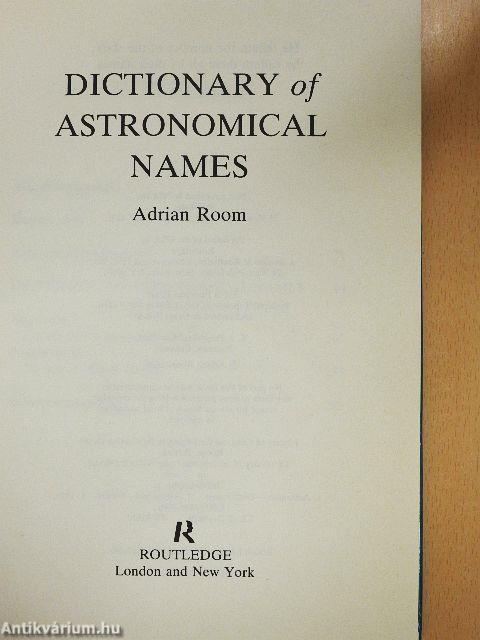 DICTIONARY of
ASTRONOMICAL
NAMES
Adrian Room
R
ROUTLEDGE
London and New York
Antikvárium.hu